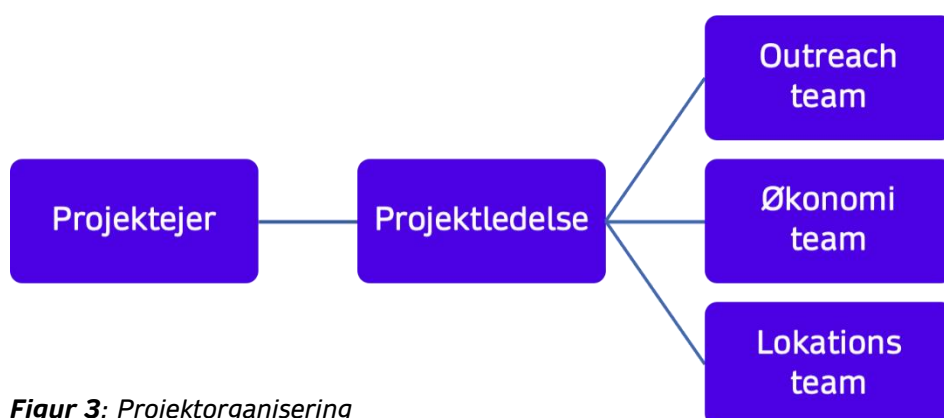 Projektejer
Projektledelse
Outreach
team
Økonomi
team
Lokations
team
Figur 3: Projektorganisering